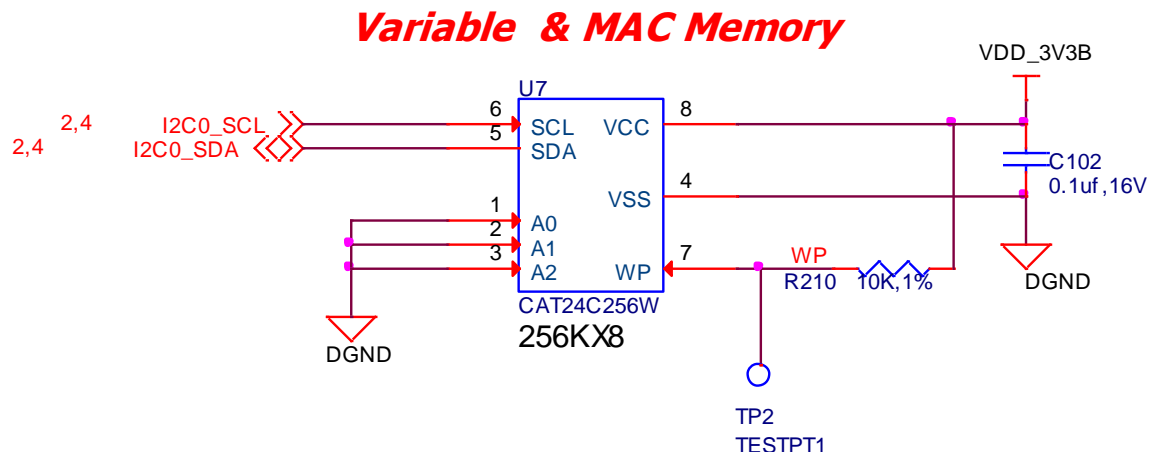 Variable & MAC Memory
VDD_3V3B
U7
2,4 I2C0_SCL 6 SCL VCC 8
2,4 I2C0_SDA 5 SDA
C102
0.1uf,16V
VSS 4
1 A0
2 A1
3 A2 WP 7 WP
R210 10K,1%
DGND
CAT24C256W
256KX8
DGND
TP2
TESTPT1